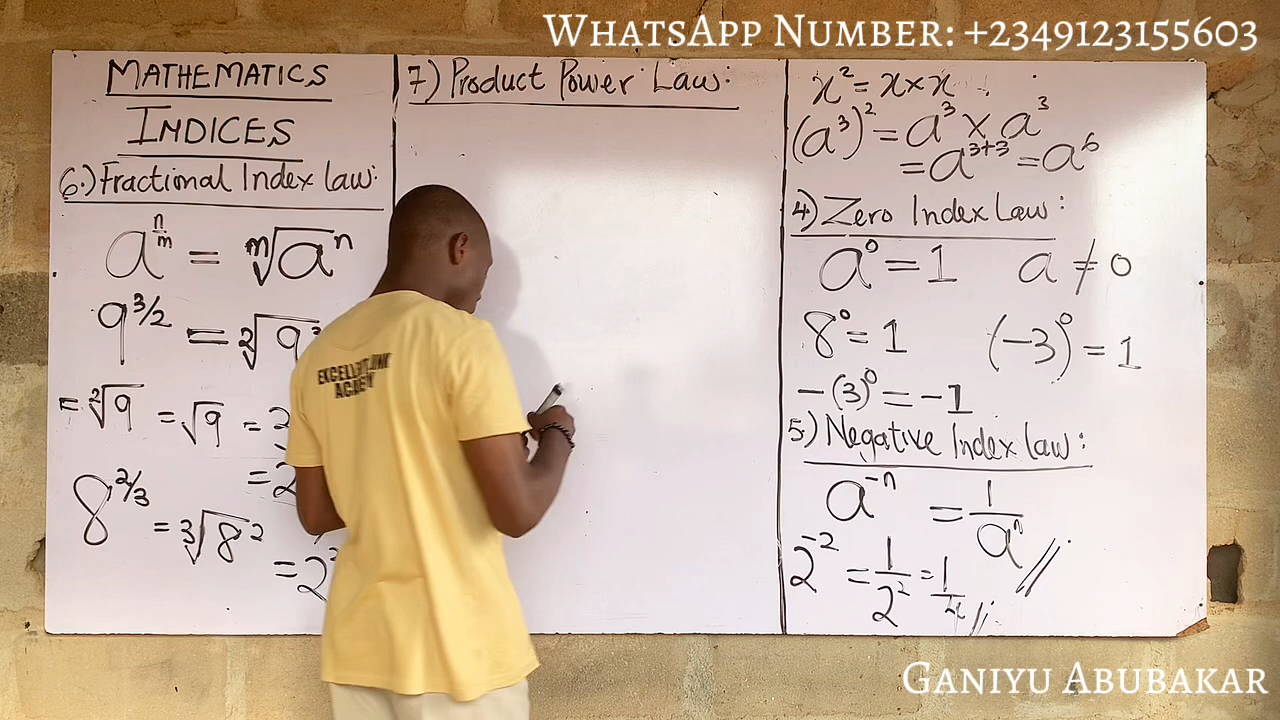 WhatsApp Number: +2349123155603
MATHEMATICS
INDICES
6.) Fractional Index Law:
a^(n/m) = ᵐ√aⁿ
9^(3/2) = ²√9³
= ²√9 = √9 =
=
8^(2/3) = ³√8²
= 2
7) Product Power Law:
x² = x × x
(a³)² = a³ × a³
= a³⁺³ = a⁶
4) Zero Index Law:
a⁰ = 1 a ≠ 0
8⁰ = 1 (-3)⁰ = 1
-(3)⁰ = -1
5) Negative Index Law:
a⁻ⁿ = 1/aⁿ //
2⁻² = 1/2² = 1/4 //
EXCELLENT LINK
ACADEMY
Ganiyu Abubakar